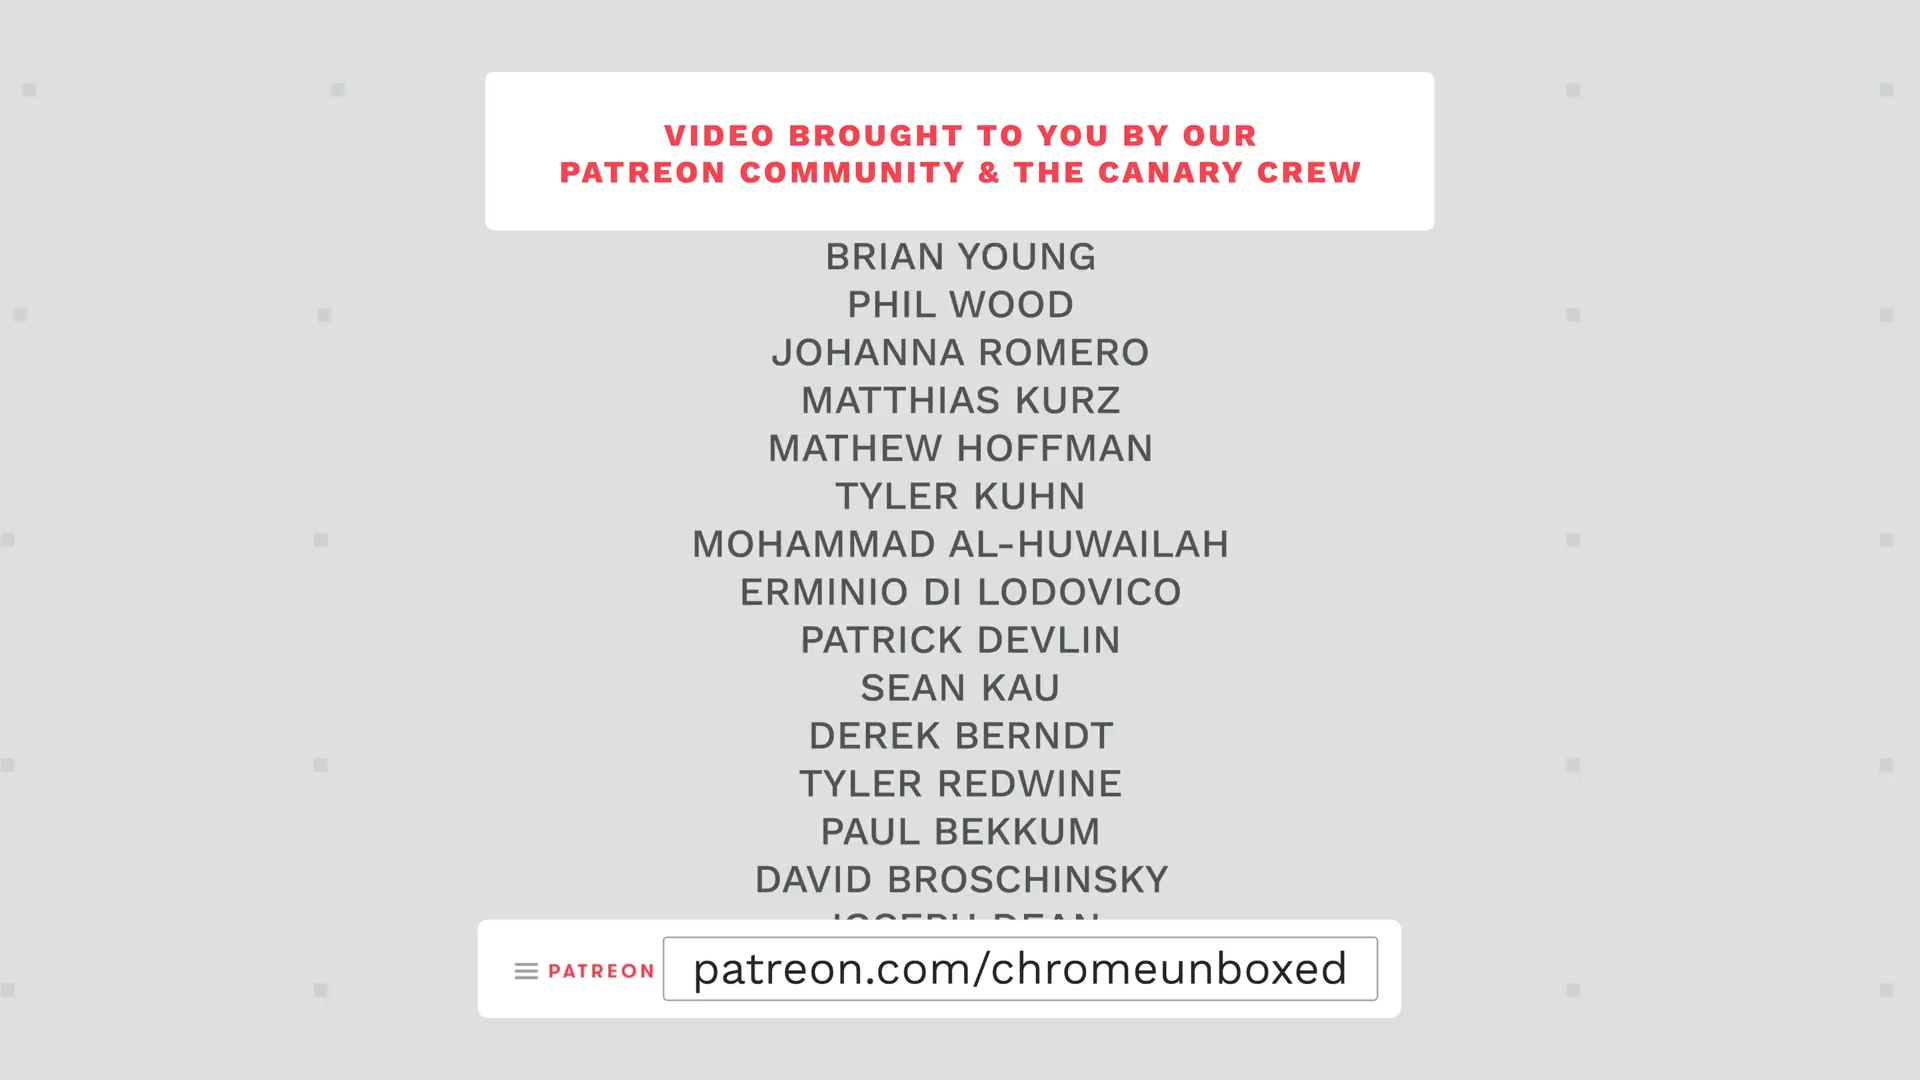 VIDEO BROUGHT TO YOU BY OUR
PATREON COMMUNITY & THE CANARY CREW
BRIAN YOUNG
PHIL WOOD
JOHANNA ROMERO
MATTHIAS KURZ
MATHEW HOFFMAN
TYLER KUHN
MOHAMMAD AL-HUWAILAH
ERMINIO DI LODOVICO
PATRICK DEVLIN
SEAN KAU
DEREK BERNDT
TYLER REDWINE
PAUL BEKKUM
DAVID BROSCHINSKY
JOSEPH DEAN
PATREON patreon.com/chromeunboxed